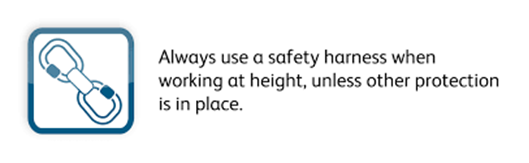 Always use a safety harness when
working at height, unless other protection
is in place.